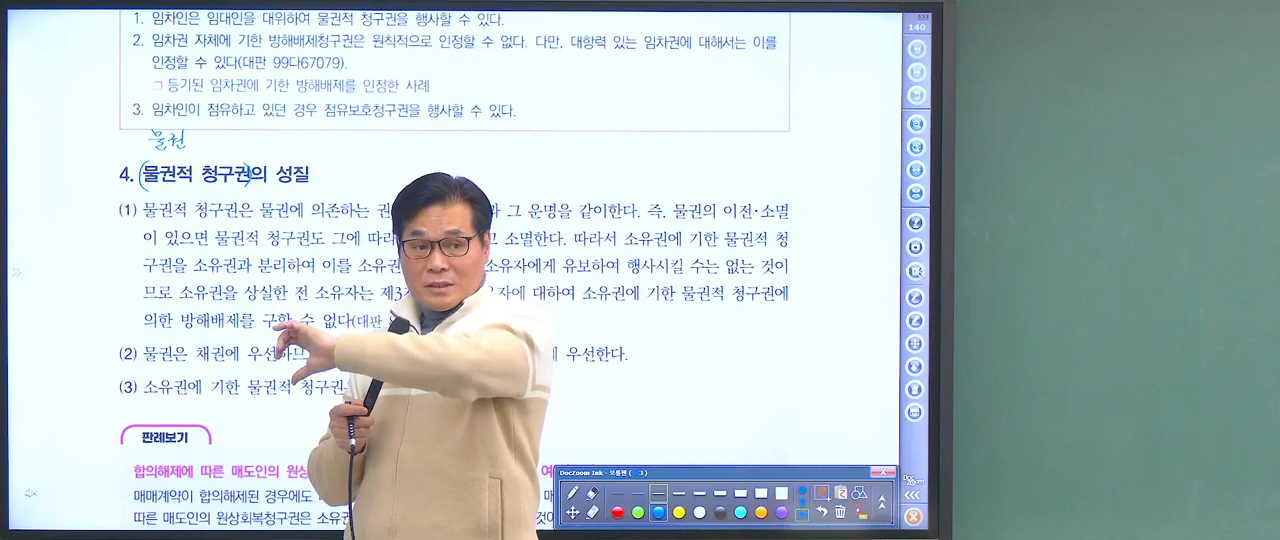 1. 임차인은 임대인을 대위하여 물권적 청구권을 행사할 수 있다.
2. 임차권 자체에 기한 방해배제청구권은 원칙적으로 인정할 수 없다. 다만, 대항력 있는 임차권에 대해서는 이를
인정할 수 있다(대판 99다67079).
❐ 등기된 임차권에 기한 방해배제를 인정한 사례
3. 임차인이 점유하고 있던 경우 점유보호청구권을 행사할 수 있다.
물권
4. (물권적 청구권)의 성질
(1) 물권적 청구권은 물권에 의존하는 권 과 그 운명을 같이한다. 즉, 물권의 이전·소멸
이 있으면 물권적 청구권도 그에 따라 고 소멸한다. 따라서 소유권에 기한 물권적 청
구권을 소유권과 분리하여 이를 소유권 소유자에게 유보하여 행사시킬 수는 없는 것이
므로 소유권을 상실한 전 소유자는 제3 유자에 대하여 소유권에 기한 물권적 청구권에
의한 방해배제를 구할 수 없다(대판
(2) 물권은 채권에 우선하므 에 우선한다.
(3) 소유권에 기한 물권적 청구권
판례보기
합의해제에 따른 매도인의 원상 여
매매계약이 합의해제된 경우에도 매
따른 매도인의 원상회복청구권은 소유권 것이
DocZoom Ink - 보통펜 ( 3)
140